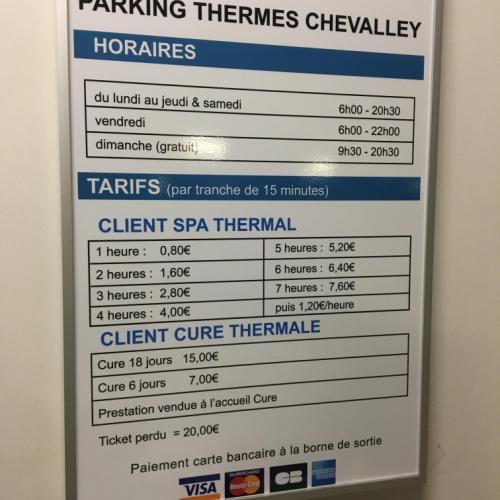 PARKING THERMES CHEVALLEY
HORAIRES
du lundi au jeudi & samedi 6h00 - 20h30
vendredi 6h00 - 22h00
dimanche (gratuit) 9h30 - 20h30
TARIFS (par tranche de 15 minutes)
CLIENT SPA THERMAL
1 heure : 0,80€ 5 heures : 5,20€
2 heures : 1,60€ 6 heures : 6,40€
3 heures : 2,80€ 7 heures : 7,60€
4 heures : 4,00€ puis 1,20€/heure
CLIENT CURE THERMALE
Cure 18 jours 15,00€
Cure 6 jours 7,00€
Prestation vendue à l'accueil Cure
Ticket perdu = 20,00€
Paiement carte bancaire à la borne de sortie
VISA EUROCARD MasterCard CB